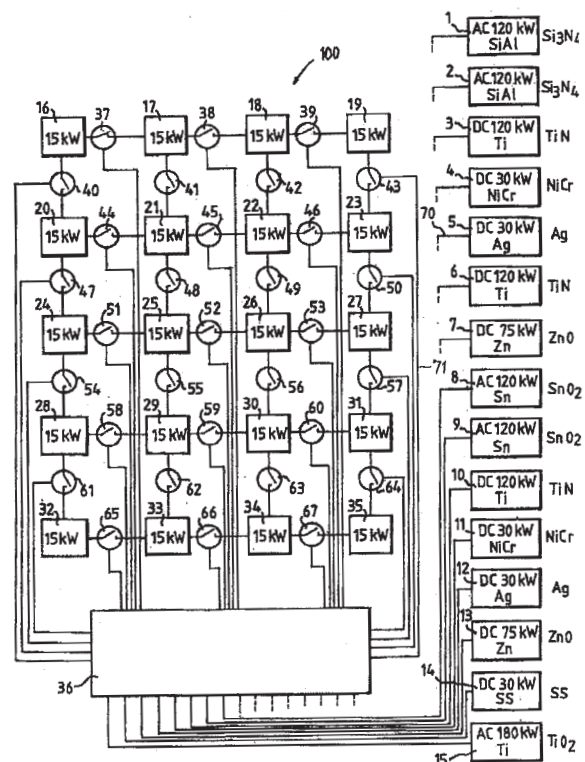 100
16 37 17 38 18 39 19
15 kW 15 kW 15 kW 15 kW
40 41 42 43
20 44 21 45 22 46 23
15 kW 15 kW 15 kW 15 kW
47 48 49 50
24 51 25 52 26 53 27
15 kW 15 kW 15 kW 15 kW
71
54 55 56 57
28 58 29 59 30 60 31
15 kW 15 kW 15 kW 15 kW
61 62 63 64
32 65 33 66 34 67 35
15 kW 15 kW 15 kW 15 kW
36
1
AC 120 kW
SiAl
Si3N4
2
AC 120 kW
SiAl
Si3N4
3
DC 120 kW
Ti
TiN
4
DC 30 kW
NiCr
NiCr
70
5
DC 30 kW
Ag
Ag
6
DC 120 kW
Ti
TiN
7
DC 75 kW
Zn
ZnO
8
AC 120 kW
Sn
SnO2
9
AC 120 kW
Sn
SnO2
10
DC 120 kW
Ti
TiN
11
DC 30 kW
NiCr
NiCr
12
DC 30 kW
Ag
Ag
13
DC 75 kW
Zn
ZnO
14
DC 30 kW
SS
SS
15
AC 180 kW
Ti
TiO2